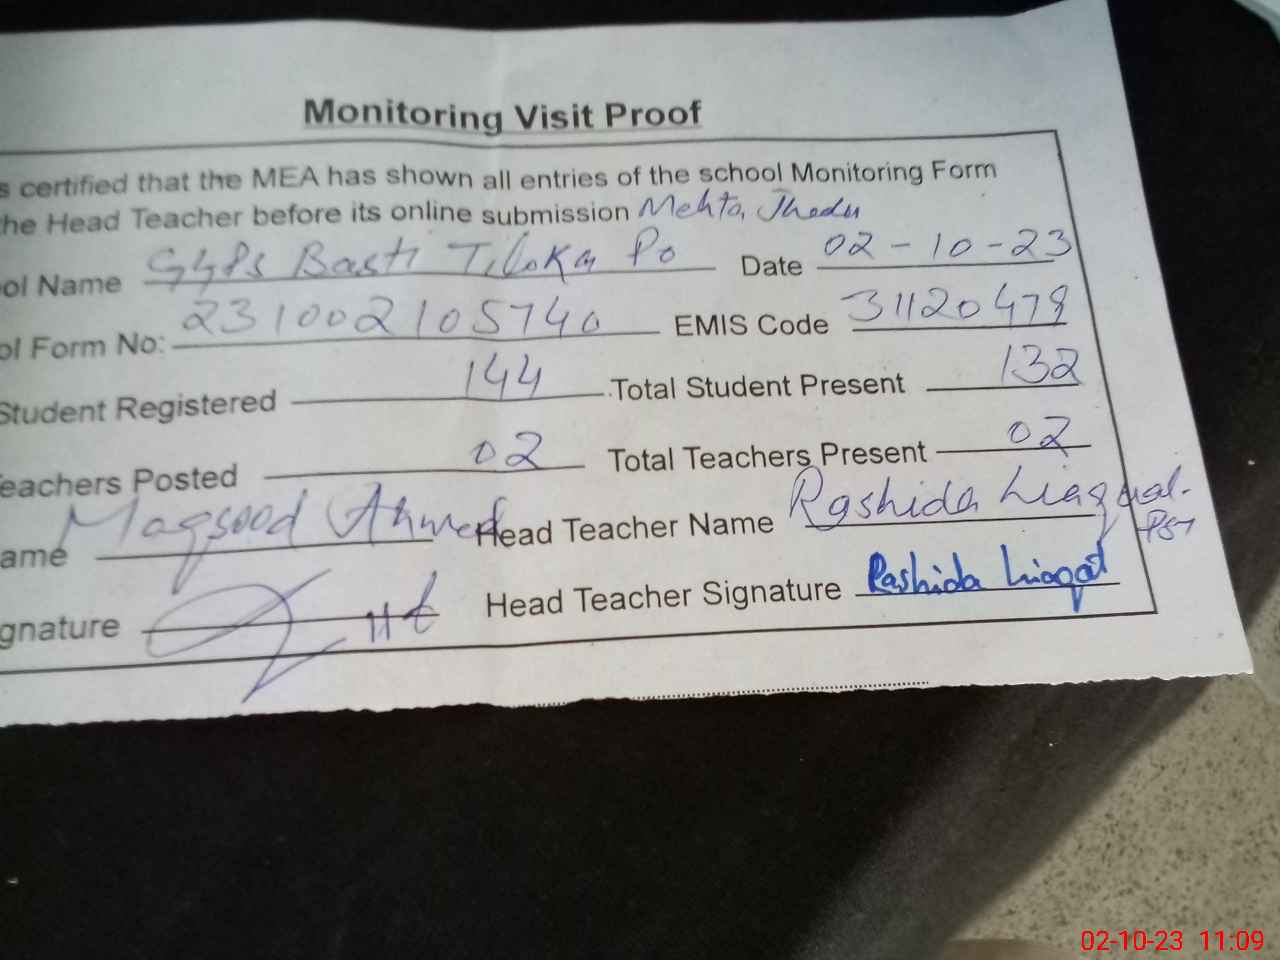 Monitoring Visit Proof
s certified that the MEA has shown all entries of the school Monitoring Form
the Head Teacher before its online submission Mehta, Jhedu
ol Name GGPS Basti Tiloka Po Date 02-10-23
ol Form No: 231002105740 EMIS Code 31120479
Student Registered 144 Total Student Present 132
eachers Posted 02 Total Teachers Present 02
ame Maqsood Ahmed Head Teacher Name Rashida Liaqat
PST
gnature Head Teacher Signature Rashida Liaqat
02-10-23 11:09